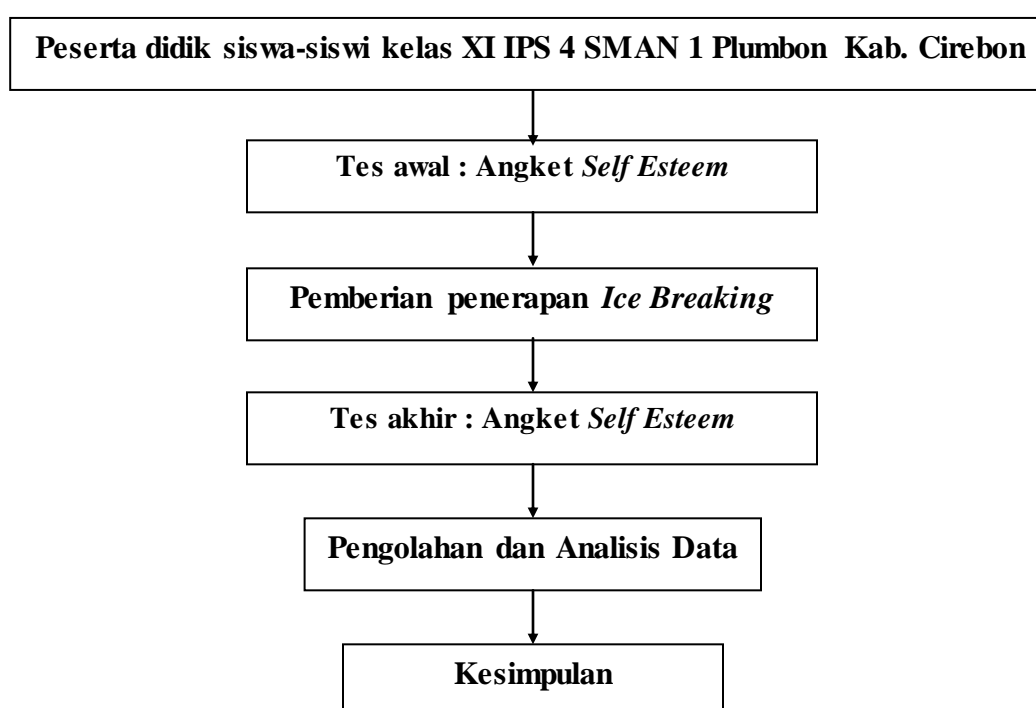 Peserta didik siswa-siswi kelas XI IPS 4 SMAN 1 Plumbon Kab. Cirebon
Tes awal : Angket Self Esteem
Pemberian penerapan Ice Breaking
Tes akhir : Angket Self Esteem
Pengolahan dan Analisis Data
Kesimpulan